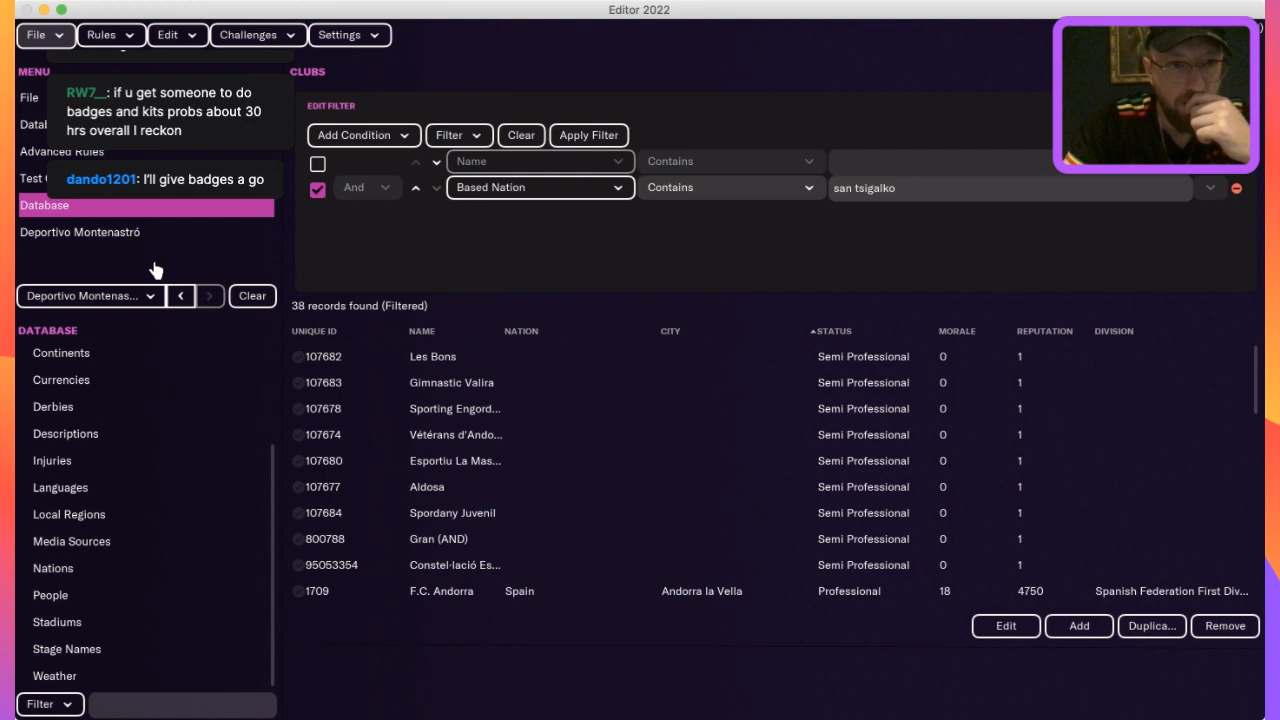 Editor 2022
File
Rules
Edit
Challenges
Settings
MENU
File
Advanced Rules
Database
Deportivo Montenastró
RW7__: if u get someone to do
badges and kits probs about 30
hrs overall I reckon
dando1201: I'll give badges a go
Deportivo Montenas...
Clear
DATABASE
Continents
Currencies
Derbies
Descriptions
Injuries
Languages
Local Regions
Media Sources
Nations
People
Stadiums
Stage Names
Weather
Filter
CLUBS
EDIT FILTER
Add Condition
Filter
Clear
Apply Filter
Name
Contains
And
Based Nation
Contains
san tsigalko
38 records found (Filtered)
UNIQUE ID NAME NATION CITY STATUS MORALE REPUTATION DIVISION
107682 Les Bons Semi Professional 0 1
107683 Gimnastic Valira Semi Professional 0 1
107678 Sporting Engord... Semi Professional 0 1
107674 Vétérans d'Ando... Semi Professional 0 1
107680 Esportiu La Mas... Semi Professional 0 1
107677 Aldosa Semi Professional 0 1
107684 Spordany Juvenil Semi Professional 0 1
800788 Gran (AND) Semi Professional 0 1
95053354 Constel·lació Es... Semi Professional 0 1
1709 F.C. Andorra Spain Andorra la Vella Professional 18 4750 Spanish Federation First Div...
Edit
Add
Duplica...
Remove